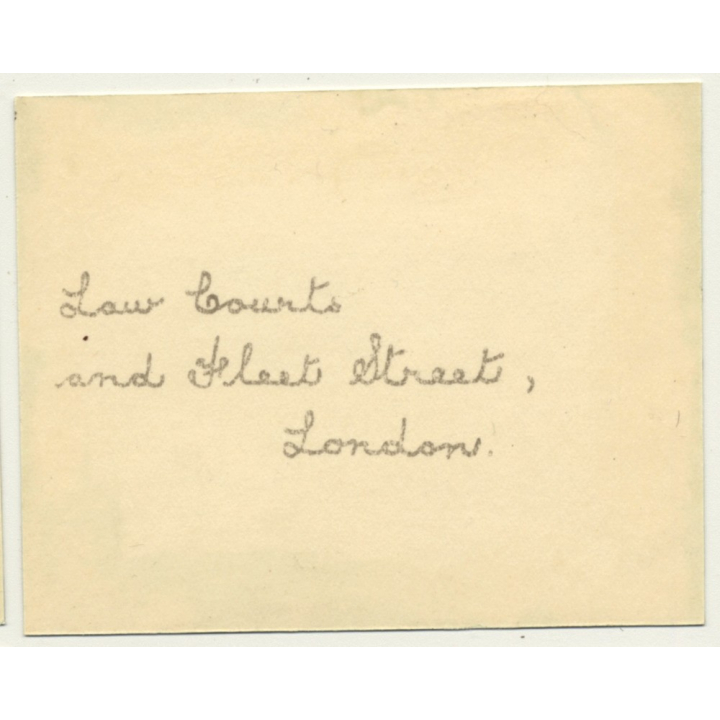 Law Courts
and Fleet Street,
London.